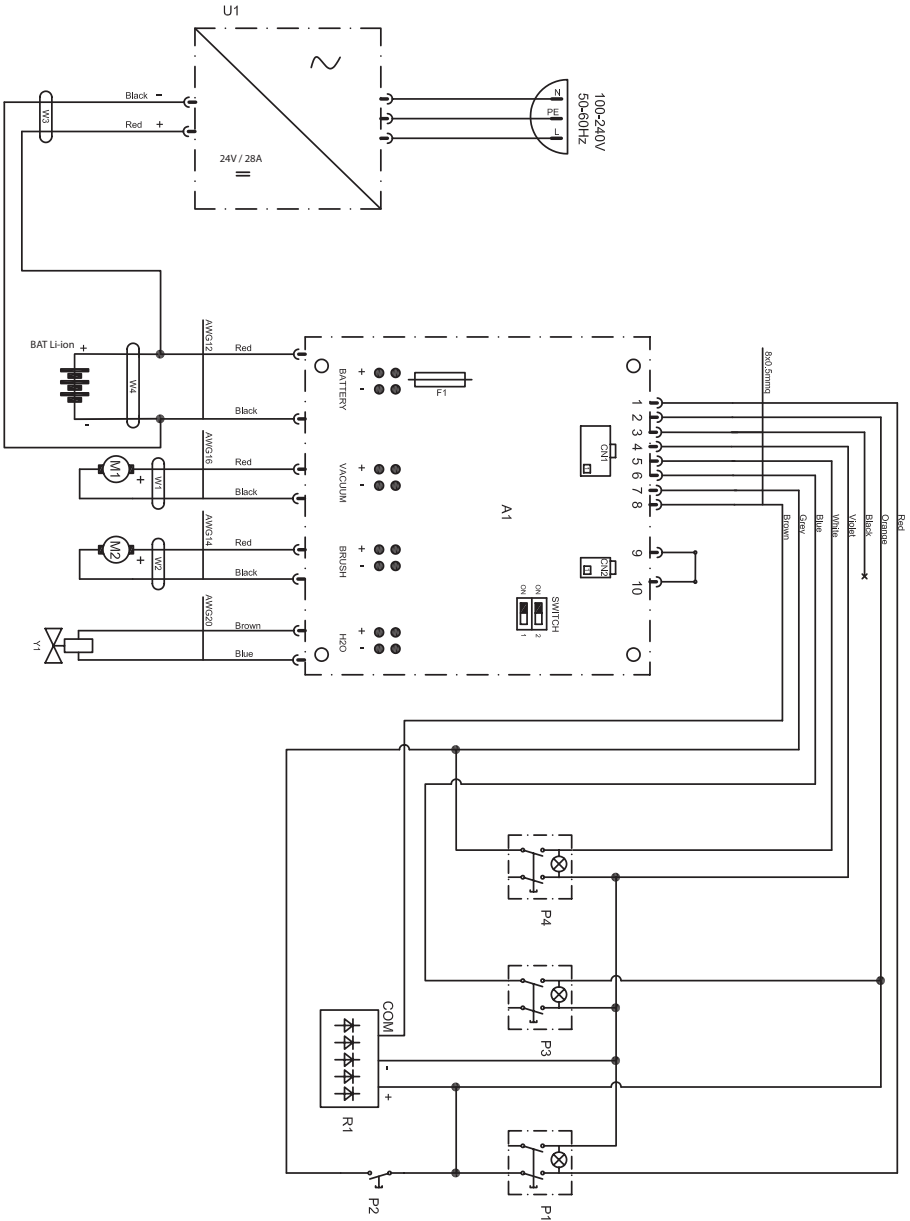 U1
100-240V
50-60Hz
N
PE
L
24V / 28A
Black -
Red +
W3
BAT Li-ion +
-
W4
AWG12
Red
Black
AWG16
Red
Black
M1
+
W1
AWG14
Red
Black
M2
+
W2
AWG20
Brown
Blue
Y1
BATTERY
+
-
F1
VACUUM
+
-
BRUSH
+
-
H2O
+
-
A1
CN1
CN2
SWITCH
ON
ON
1
2
1
2
3
4
5
6
7
8
9
10
8x0.5mmq
Red
Orange
Black
Violet
White
Blue
Grey
Brown
P4
P3
COM
-
+
R1
P2
P1